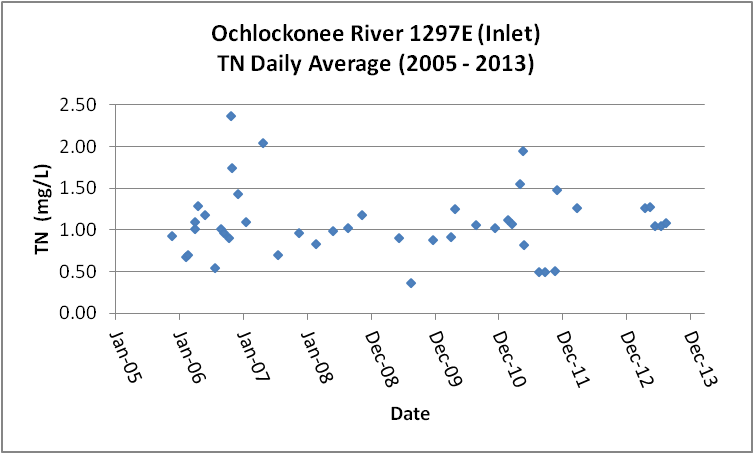 Ochlockonee River 1297E (Inlet)
TN Daily Average (2005 - 2013)
TN (mg/L)
2.50
2.00
1.50
1.00
0.50
0.00
Jan-05
Jan-06
Jan-07
Jan-08
Dec-08
Dec-09
Dec-10
Dec-11
Dec-12
Dec-13
Date